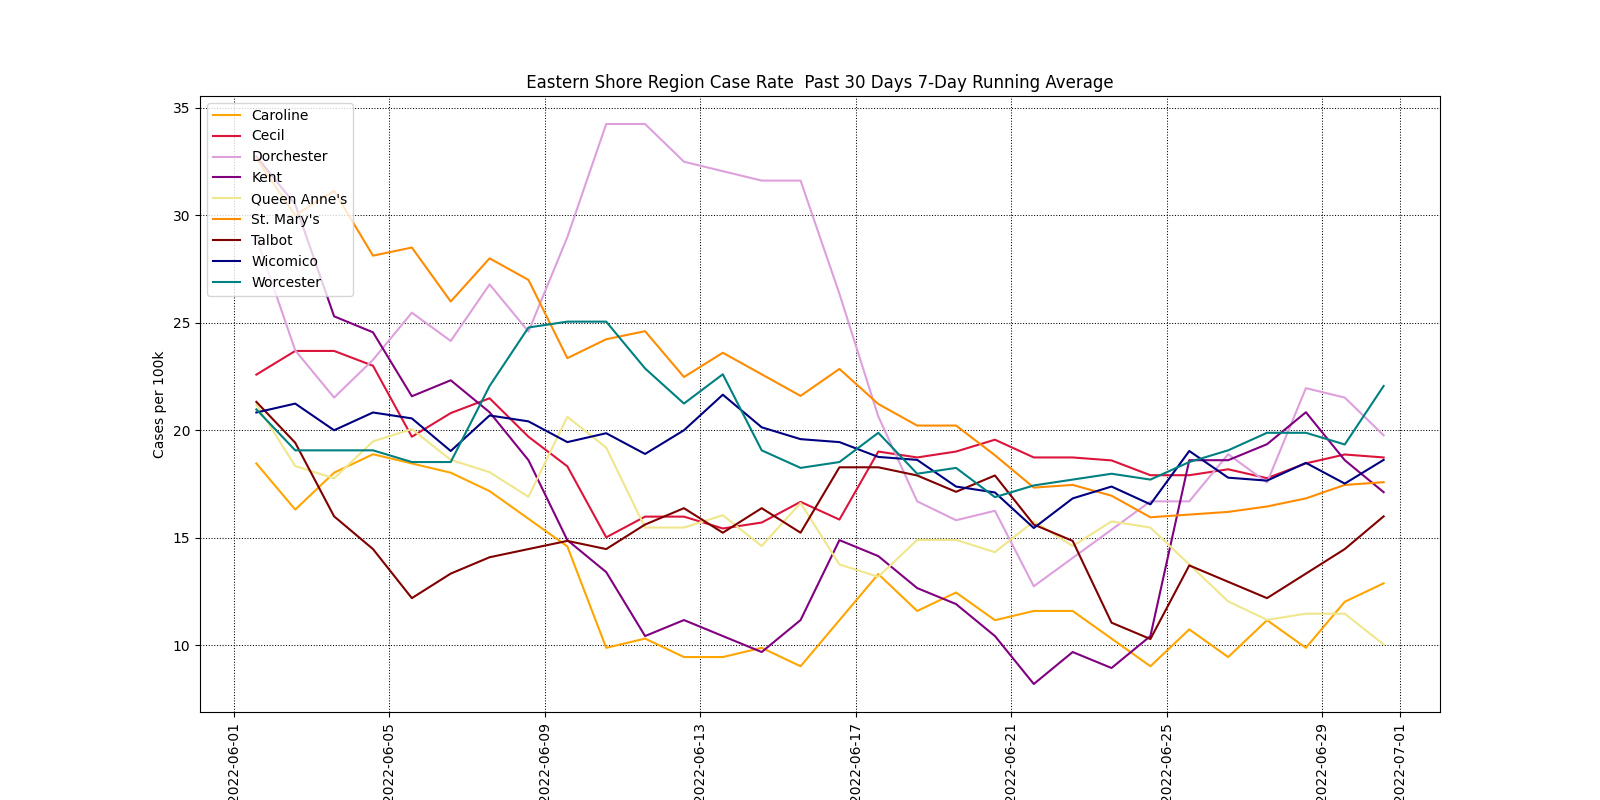 Eastern Shore Region Case Rate  Past 30 Days 7-Day Running Average
Cases per 100k
35
30
25
20
15
10
Caroline
Cecil
Dorchester
Kent
Queen Anne's
St. Mary's
Talbot
Wicomico
Worcester
2022-06-01
2022-06-05
2022-06-09
2022-06-13
2022-06-17
2022-06-21
2022-06-25
2022-06-29
2022-07-01